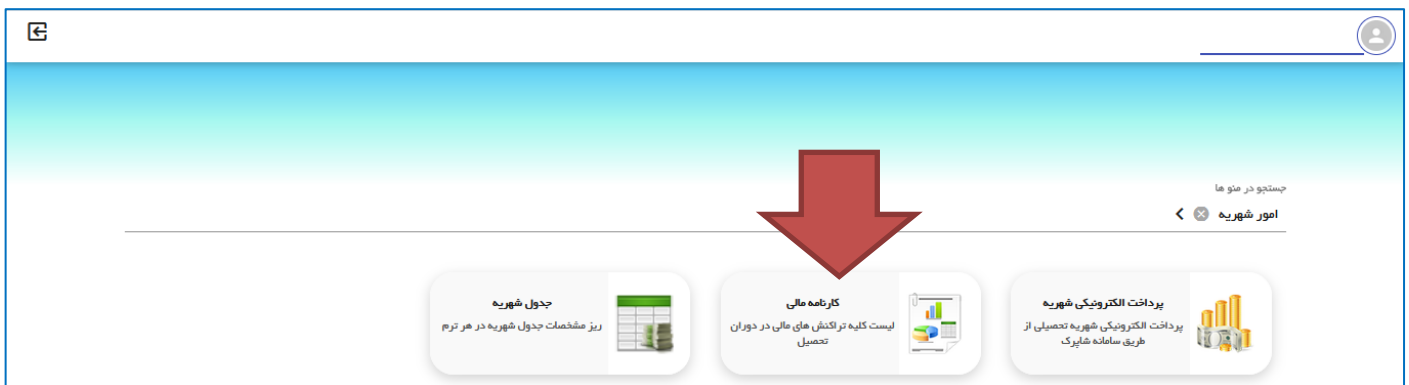 جستجو در منو ها
امور شهریه
پرداخت الکترونیکی شهریه
پرداخت الکترونیکی شهریه تحصیلی از
طریق سامانه شاپرک
کارنامه مالی
لیست کلیه تراکنش های مالی در دوران
تحصیل
جدول شهریه
ریز مشخصات جدول شهریه در هر ترم